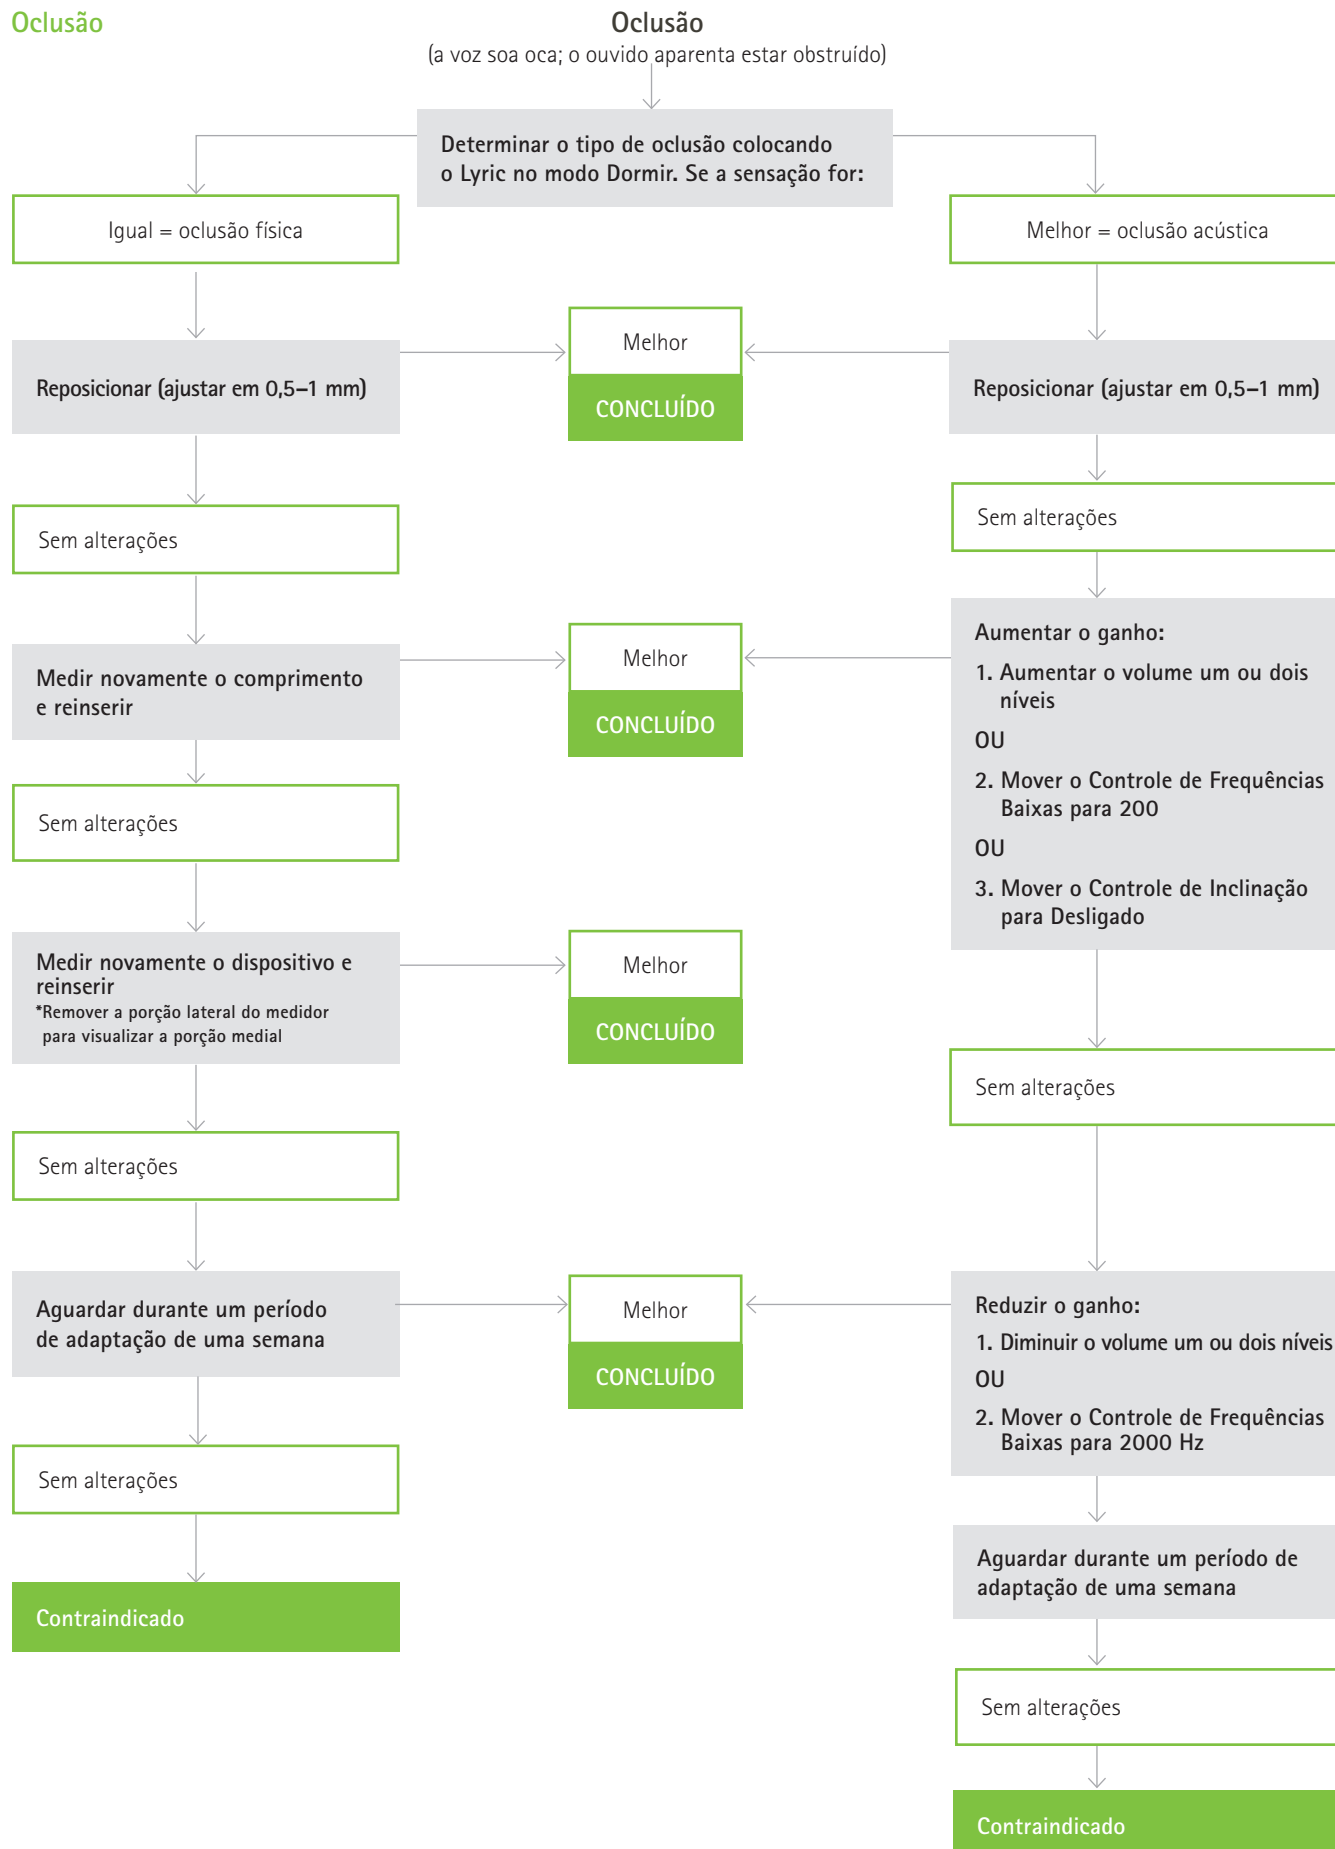 Oclusão
Oclusão
(a voz soa oca; o ouvido aparenta estar obstruído)
Determinar o tipo de oclusão colocando
o Lyric no modo Dormir. Se a sensação for:
Igual = oclusão física
Melhor = oclusão acústica
Reposicionar (ajustar em 0,5–1 mm)
Melhor
CONCLUÍDO
Reposicionar (ajustar em 0,5–1 mm)
Sem alterações
Sem alterações
Medir novamente o comprimento
e reinserir
Melhor
CONCLUÍDO
Aumentar o ganho:
1. Aumentar o volume um ou dois
níveis
OU
2. Mover o Controle de Frequências
Baixas para 200
OU
3. Mover o Controle de Inclinação
para Desligado
Sem alterações
Medir novamente o dispositivo e
reinserir
*Remover a porção lateral do medidor
para visualizar a porção medial
Melhor
CONCLUÍDO
Sem alterações
Sem alterações
Aguardar durante um período
de adaptação de uma semana
Melhor
CONCLUÍDO
Reduzir o ganho:
1. Diminuir o volume um ou dois níveis
OU
2. Mover o Controle de Frequências
Baixas para 2000 Hz
Sem alterações
Aguardar durante um período de
adaptação de uma semana
Contraindicado
Sem alterações
Contraindicado